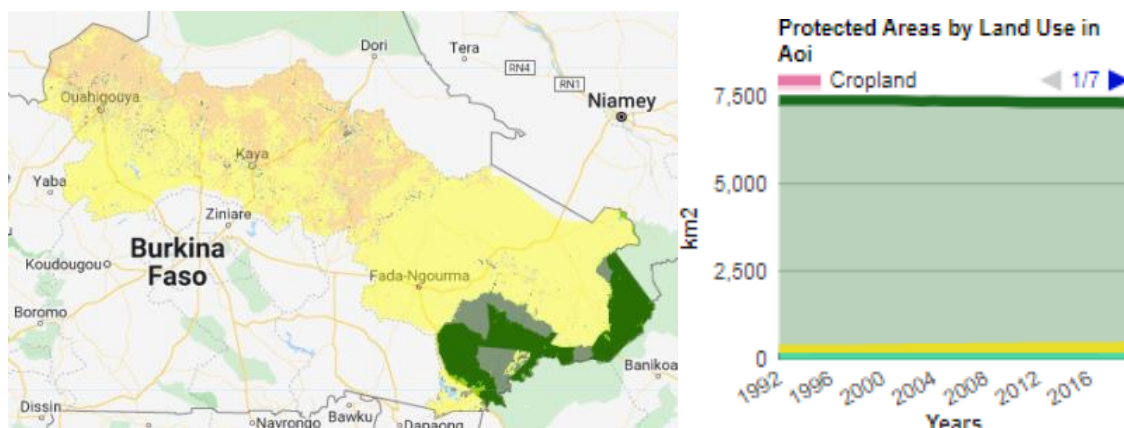 Dori
Tera
RN4
RN1
Niamey
Ouahigouya
Kaya
Yaba
Ziniare
Burkina
Faso
Koudougou
Fada-Ngourma
Boromo
Banikoa
Dissin
Bawku
Navrongo
Dapaong
Protected Areas by Land Use in
Aoi
Cropland
1/7
7,500
5,000
2,500
0
km2
1992
1996
2000
2004
2008
2012
2016
Years